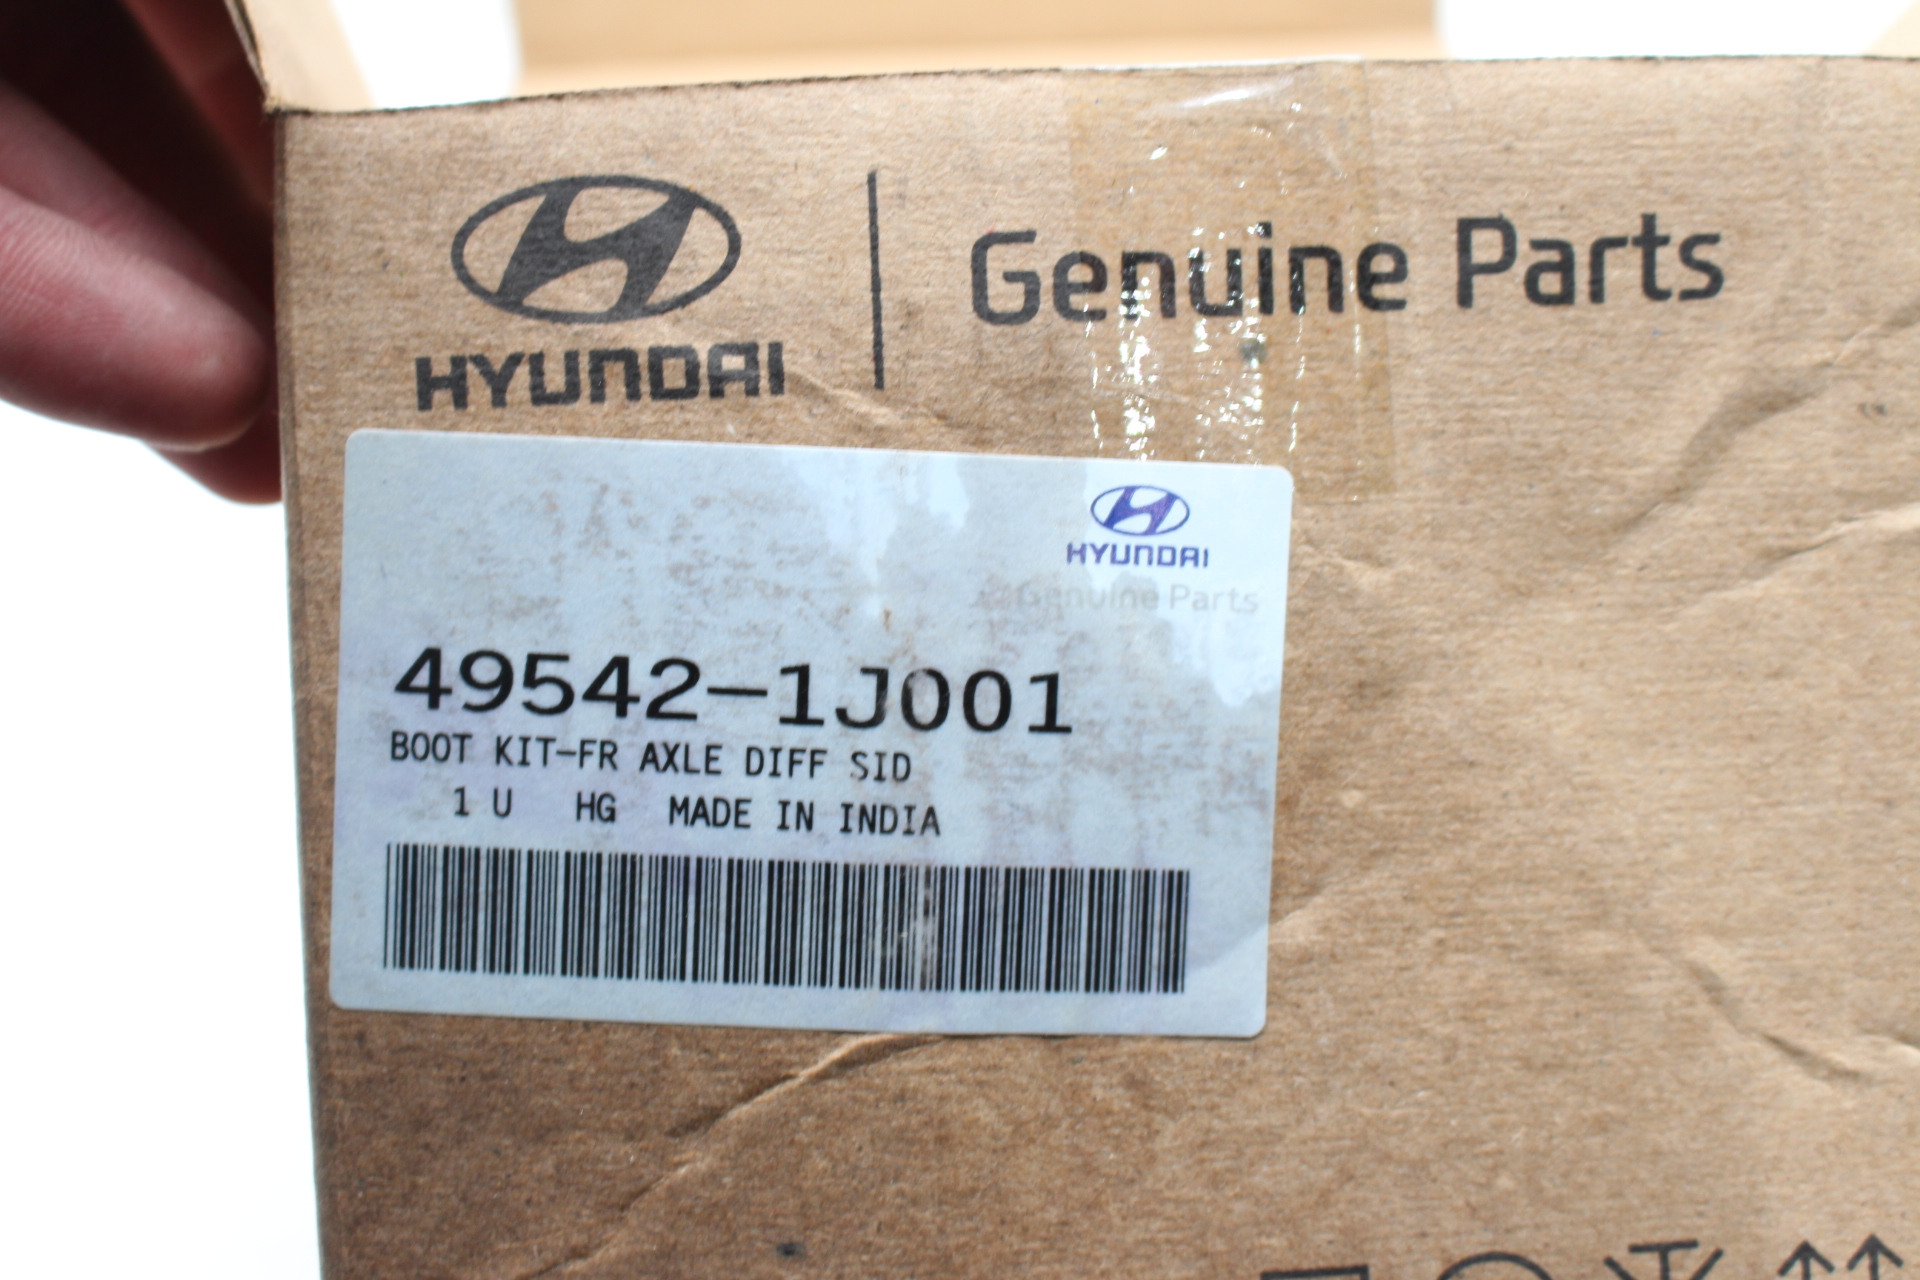 HYUNDAI
Genuine Parts
HYUNDAI
Genuine Parts
49542-1J001
BOOT KIT-FR AXLE DIFF SID
1 U HG MADE IN INDIA